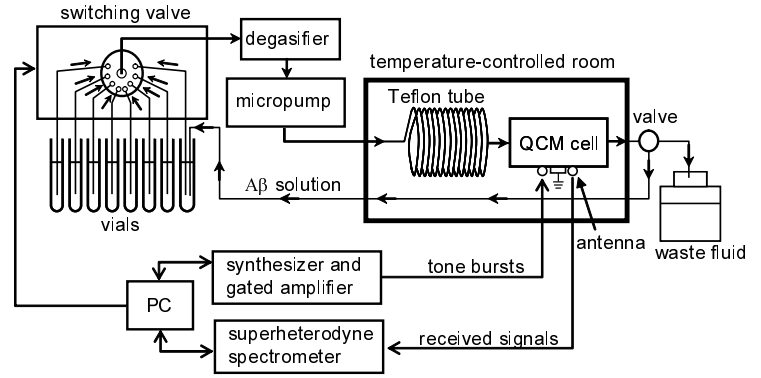 switching valve
degasifier
temperature-controlled room
micropump
Teflon tube
valve
QCM cell
Aβ solution
vials
antenna
waste fluid
synthesizer and
gated amplifier
tone bursts
PC
superheterodyne
spectrometer
received signals